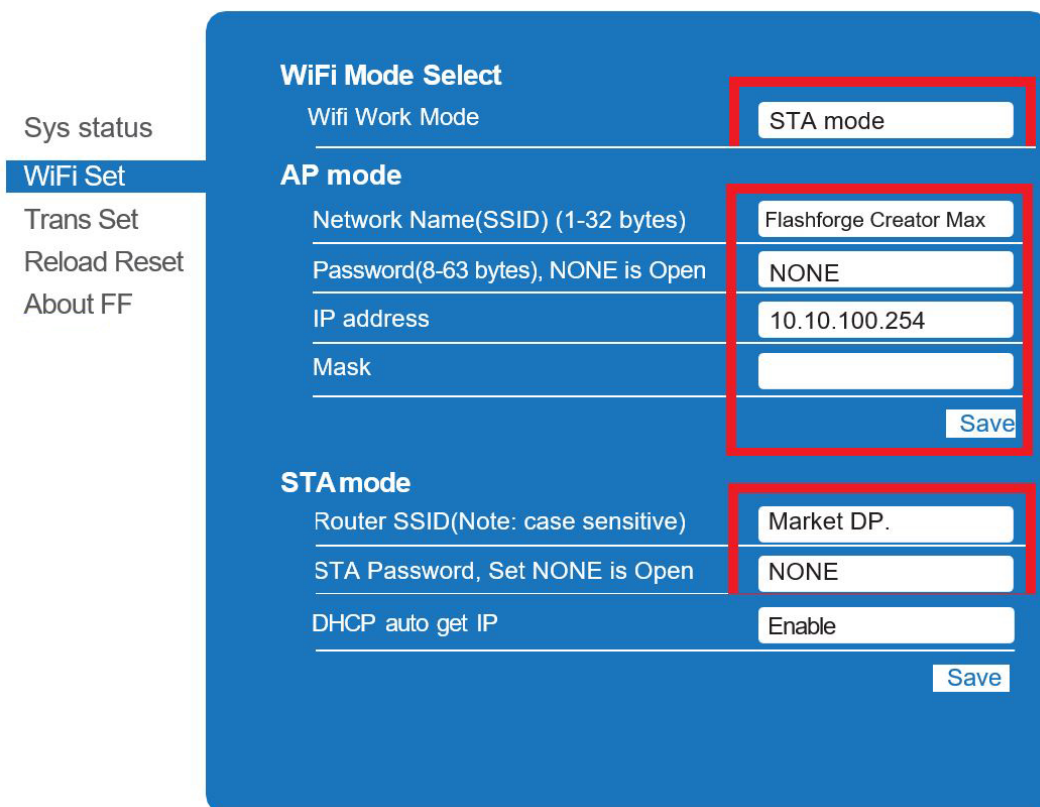 Sys status
WiFi Set
Trans Set
Reload Reset
About FF
WiFi Mode Select
Wifi Work Mode STA mode
AP mode
Network Name(SSID) (1-32 bytes) Flashforge Creator Max
Password(8-63 bytes), NONE is Open NONE
IP address 10.10.100.254
Mask
Save
STA mode
Router SSID(Note: case sensitive) Market DP.
STA Password, Set NONE is Open NONE
DHCP auto get IP Enable
Save